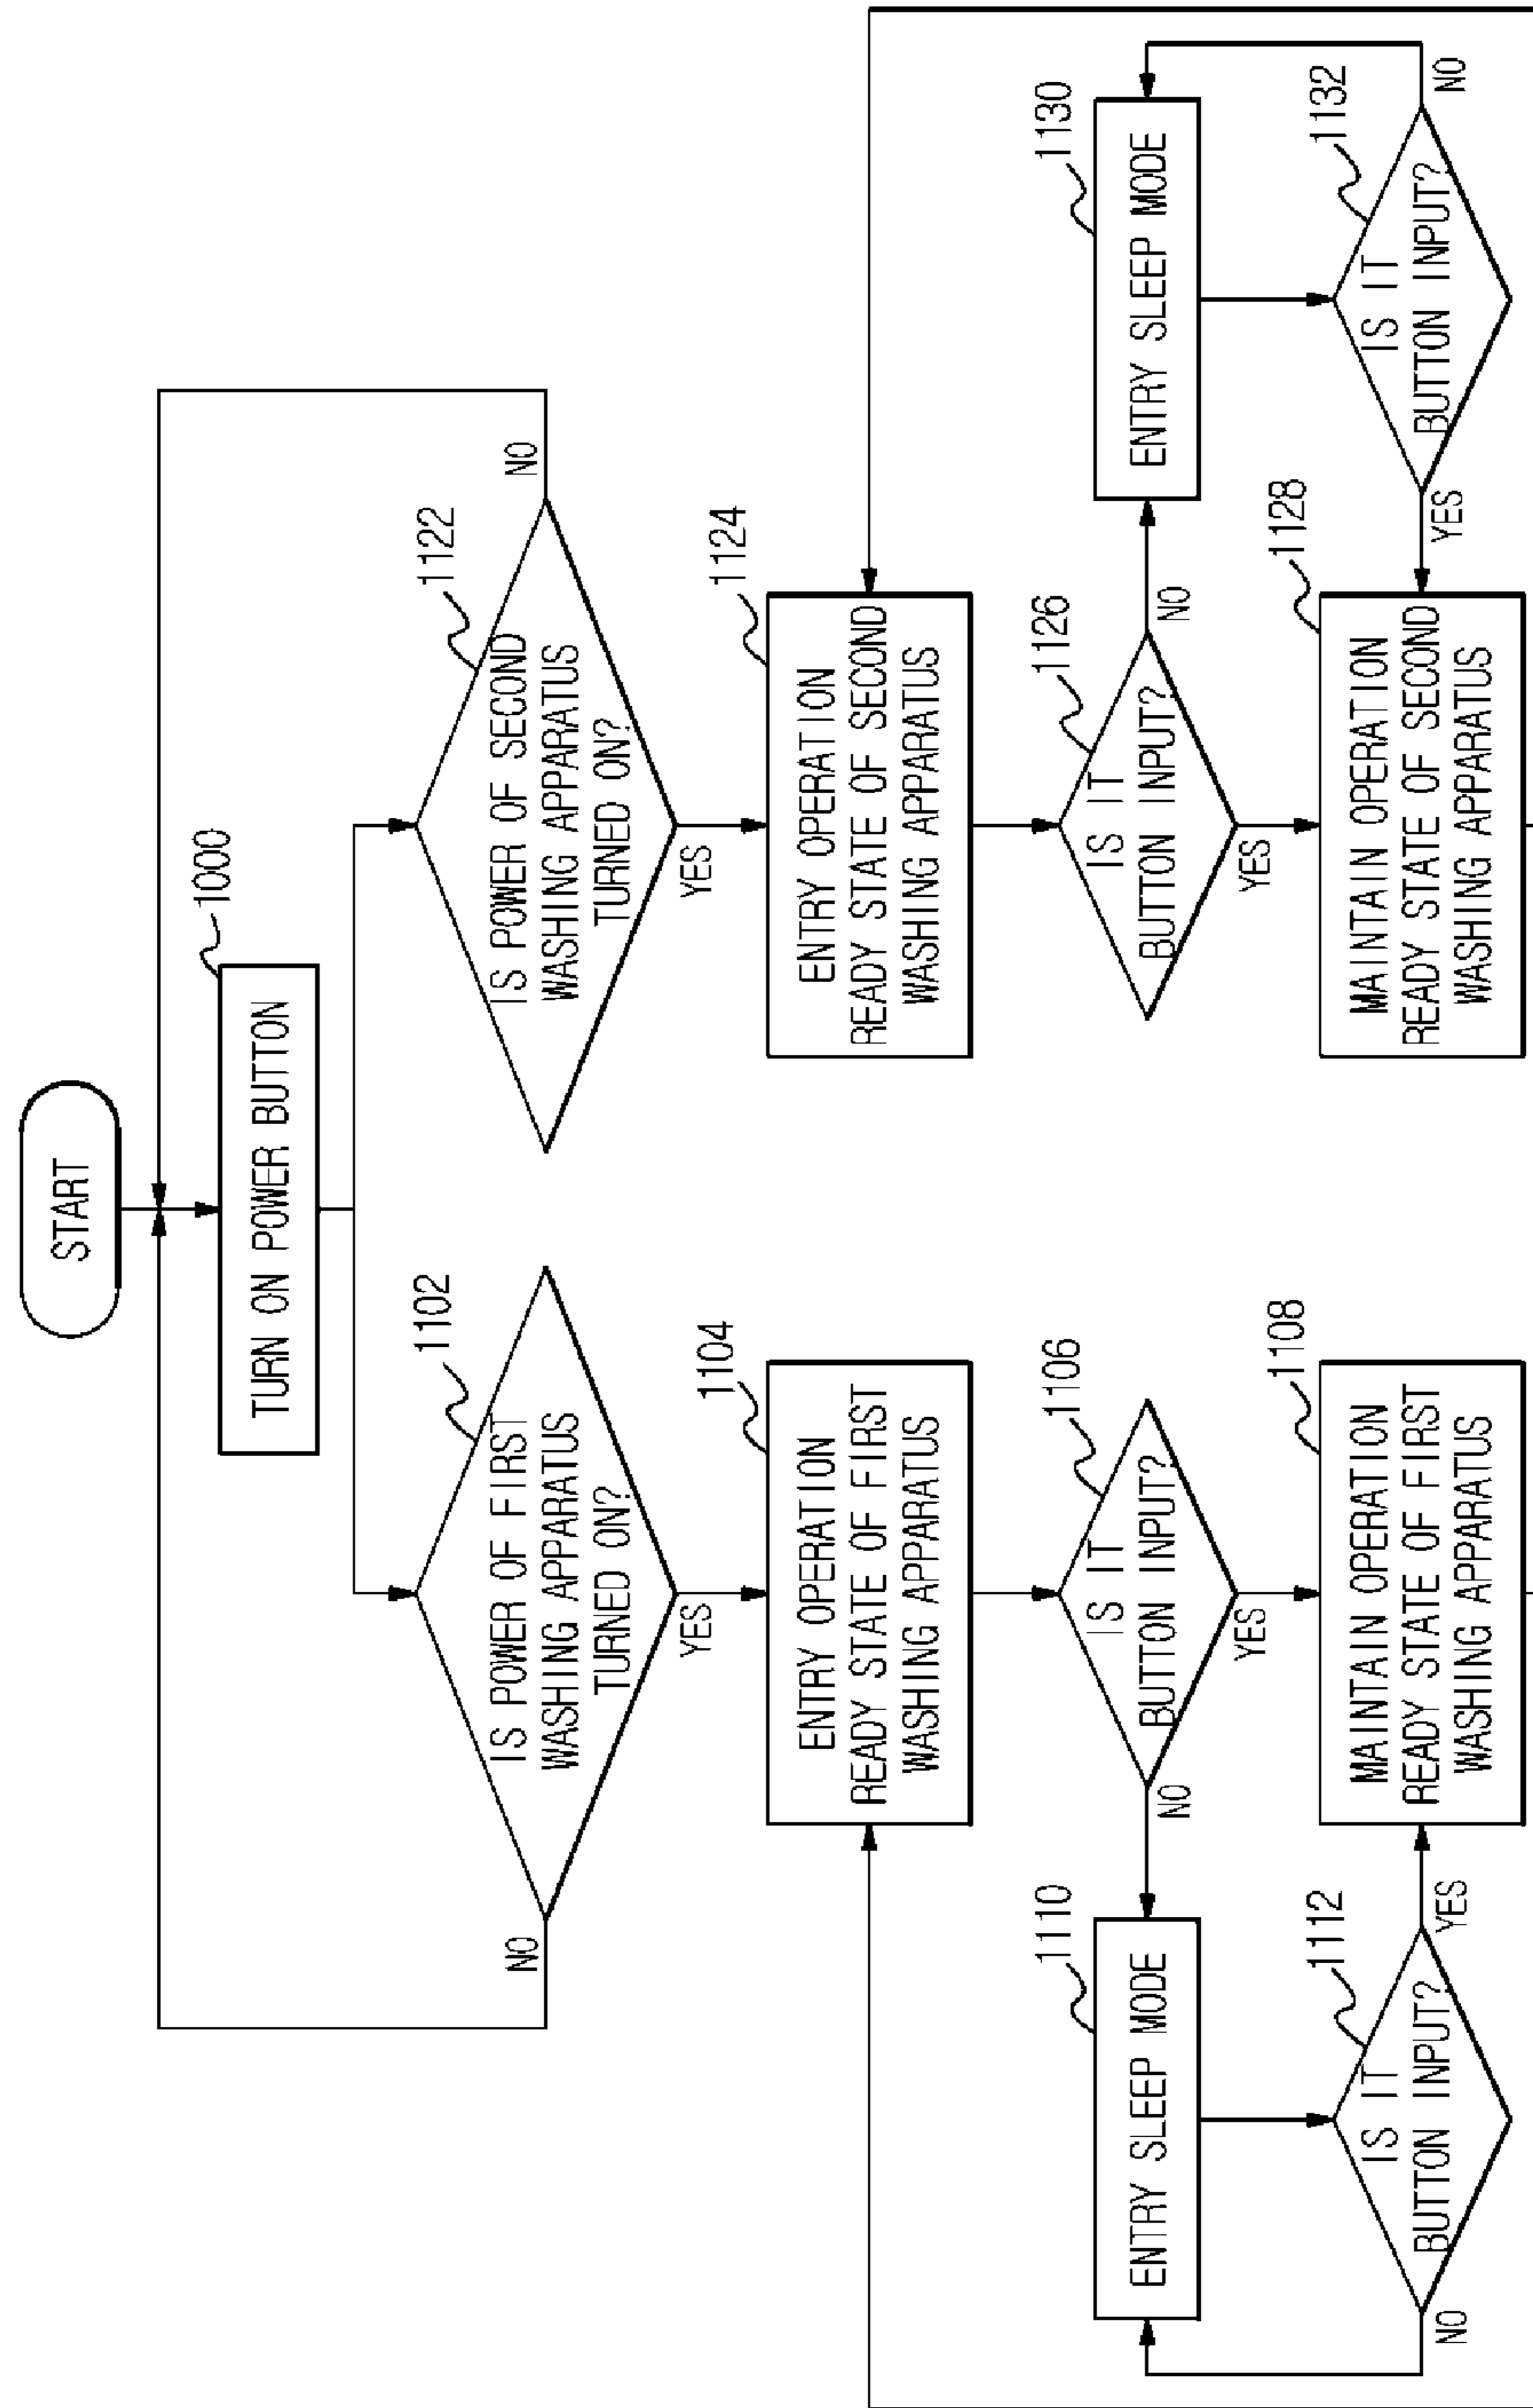 START
1000
TURN ON POWER BUTTON
1102
IS POWER OF FIRST
WASHING APPARATUS
TURNED ON?
NO
YES
1122
IS POWER OF SECOND
WASHING APPARATUS
TURNED ON?
NO
YES
1104
ENTRY OPERATION
READY STATE OF FIRST
WASHING APPARATUS
1124
ENTRY OPERATION
READY STATE OF SECOND
WASHING APPARATUS
1110
ENTRY SLEEP MODE
1106
IS IT
BUTTON INPUT?
NO
YES
1126
IS IT
BUTTON INPUT?
NO
YES
1130
ENTRY SLEEP MODE
1112
IS IT
BUTTON INPUT?
NO
YES
1108
MAINTAIN OPERATION
READY STATE OF FIRST
WASHING APPARATUS
1128
MAINTAIN OPERATION
READY STATE OF SECOND
WASHING APPARATUS
1132
IS IT
BUTTON INPUT?
YES
NO